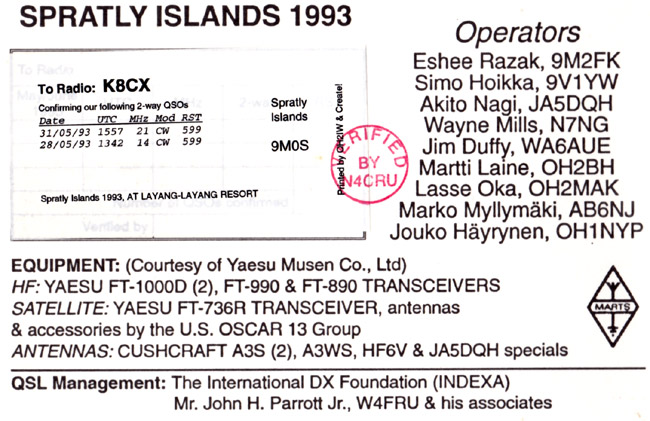 SPRATLY ISLANDS 1993
To Radio: K8CX
Confirming our following 2-way QSOs
Date UTC MHz Mod RST
31/05/93 1557 21 CW 599
28/05/93 1342 14 CW 599
Spratly
Islands
9M0S
Spratly Islands 1993, AT LAYANG-LAYANG RESORT
Printed by OH2IW & Create!
VERIFIED
BY
N4CRU
Operators
Eshee Razak, 9M2FK
Simo Hoikka, 9V1YW
Akito Nagi, JA5DQH
Wayne Mills, N7NG
Jim Duffy, WA6AUE
Martti Laine, OH2BH
Lasse Oka, OH2MAK
Marko Myllymäki, AB6NJ
Jouko Häyrynen, OH1NYP
EQUIPMENT: (Courtesy of Yaesu Musen Co., Ltd)
HF: YAESU FT-1000D (2), FT-990 & FT-890 TRANSCEIVERS
SATELLITE: YAESU FT-736R TRANSCEIVER, antennas
& accessories by the U.S. OSCAR 13 Group
ANTENNAS: CUSHCRAFT A3S (2), A3WS, HF6V & JA5DQH specials
MARTS
QSL Management: The International DX Foundation (INDEXA)
Mr. John H. Parrott Jr., W4FRU & his associates